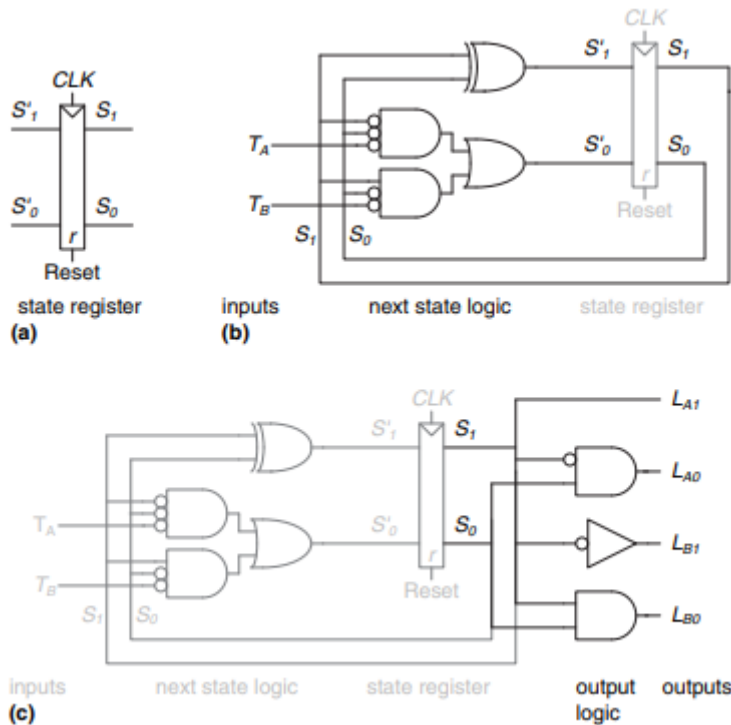 CLK
S'1 S1
S'0 S0
r
Reset
state register
(a)
CLK
S'1 S1
TA
S'0 S0
TB
r
Reset
S1 S0
inputs next state logic state register
(b)
CLK
LA1
S'1 S1
LA0
TA
S'0 S0
LB1
TB
r
Reset
S1 S0
LB0
inputs next state logic state register output logic outputs
(c)